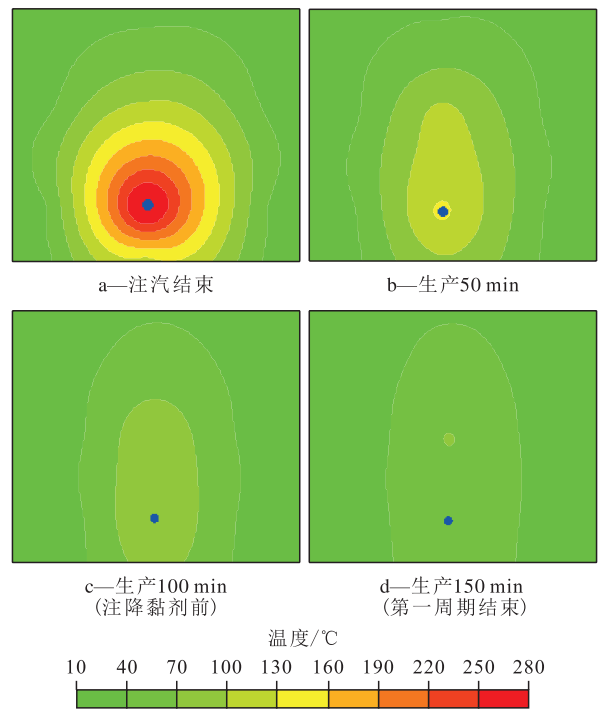 a—注汽结束
b—生产50 min
c—生产100 min
(注降黏剂前)
d—生产150 min
(第一周期结束)
温度/℃
10 40 70 100 130 160 190 220 250 280